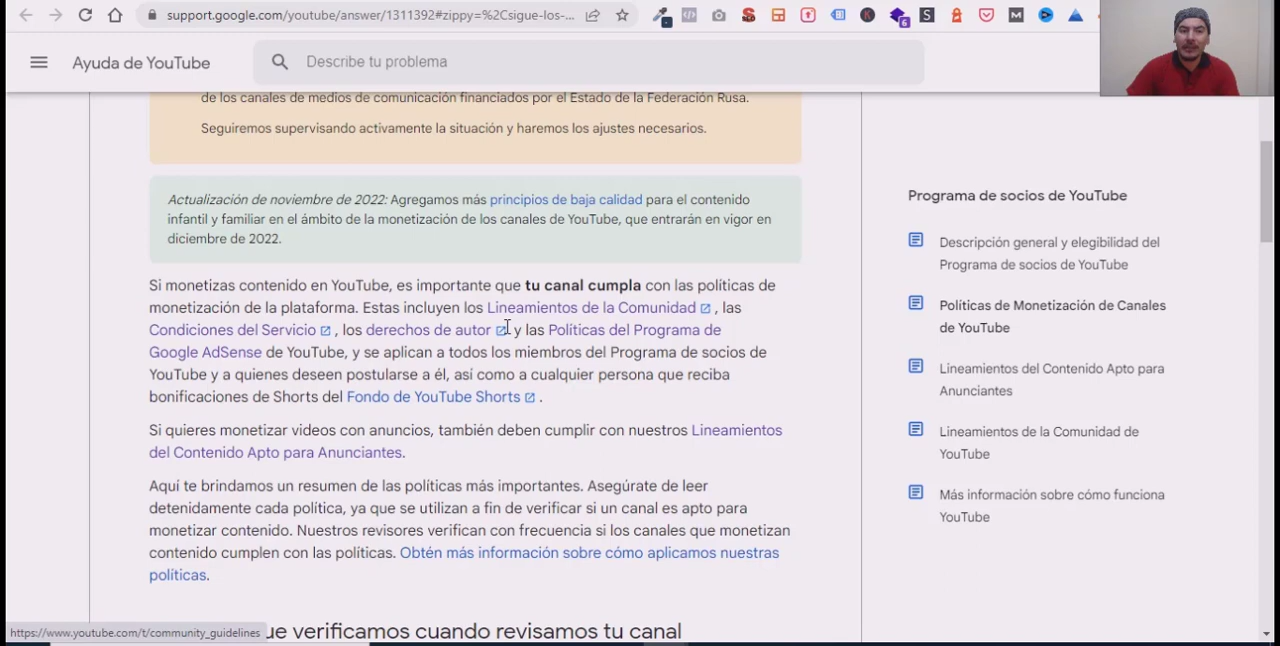 support.google.com/youtube/answer/1311392#zippy=%2Csigue-los-...
6
S
M
Ayuda de YouTube
Describe tu problema
de los canales de medios de comunicación financiados por el Estado de la Federación Rusa.
Seguiremos supervisando activamente la situación y haremos los ajustes necesarios.
Actualización de noviembre de 2022: Agregamos más principios de baja calidad para el contenido
infantil y familiar en el ámbito de la monetización de los canales de YouTube, que entrarán en vigor en
diciembre de 2022.
Si monetizas contenido en YouTube, es importante que tu canal cumpla con las políticas de
monetización de la plataforma. Estas incluyen los Lineamientos de la Comunidad , las
Condiciones del Servicio , los derechos de autor y las Políticas del Programa de
Google AdSense de YouTube, y se aplican a todos los miembros del Programa de socios de
YouTube y a quienes deseen postularse a él, así como a cualquier persona que reciba
bonificaciones de Shorts del Fondo de YouTube Shorts .
Si quieres monetizar videos con anuncios, también deben cumplir con nuestros Lineamientos
del Contenido Apto para Anunciantes.
Aquí te brindamos un resumen de las políticas más importantes. Asegúrate de leer
detenidamente cada política, ya que se utilizan a fin de verificar si un canal es apto para
monetizar contenido. Nuestros revisores verifican con frecuencia si los canales que monetizan
contenido cumplen con las políticas. Obtén más información sobre cómo aplicamos nuestras
políticas.
ue verificamos cuando revisamos tu canal
https://www.youtube.com/t/community_guidelines
Programa de socios de YouTube
Descripción general y elegibilidad del
Programa de socios de YouTube
Políticas de Monetización de Canales
de YouTube
Lineamientos del Contenido Apto para
Anunciantes
Lineamientos de la Comunidad de
YouTube
Más información sobre cómo funciona
YouTube